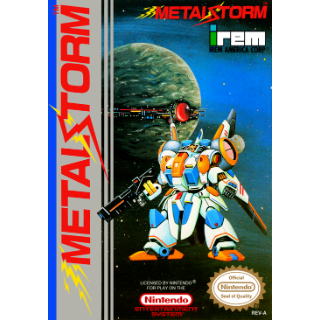 METAL STORM
TM
METAL STORM
irem
IREM AMERICA CORP.
LICENSED BY NINTENDO®
FOR PLAY ON THE
Nintendo
ENTERTAINMENT
SYSTEM
Official
Nintendo
Seal of Quality
REV-A